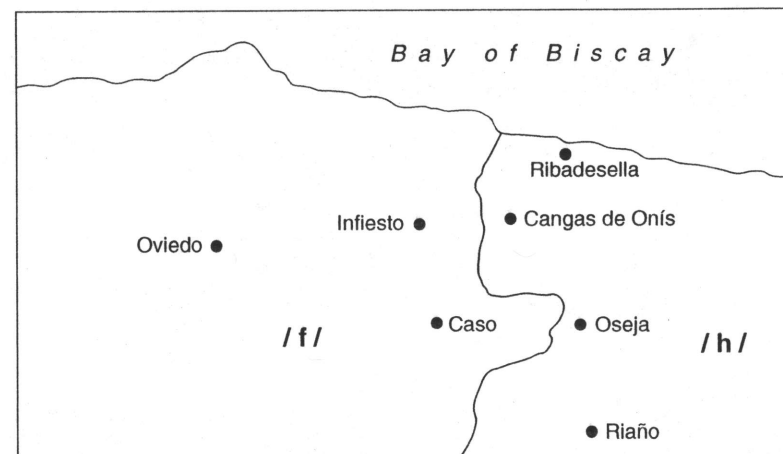 Bay of Biscay
Ribadesella
Infiesto
Cangas de Onís
Oviedo
Caso
Oseja
/ f /
/ h /
Riaño